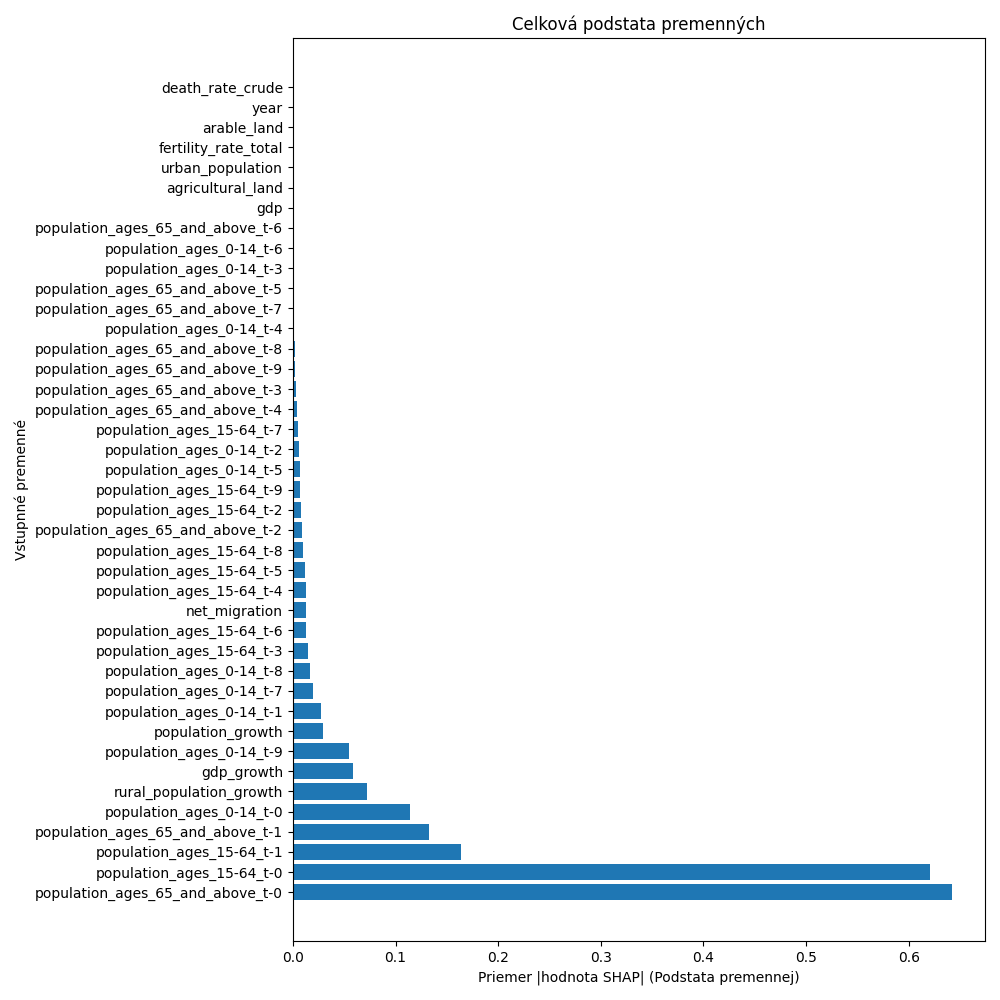 Celková podstata premenných
death_rate_crude
year
arable_land
fertility_rate_total
urban_population
agricultural_land
gdp
population_ages_65_and_above_t-6
population_ages_0-14_t-6
population_ages_0-14_t-3
population_ages_65_and_above_t-5
population_ages_65_and_above_t-7
population_ages_0-14_t-4
population_ages_65_and_above_t-8
population_ages_65_and_above_t-9
population_ages_65_and_above_t-3
population_ages_65_and_above_t-4
population_ages_15-64_t-7
population_ages_0-14_t-2
population_ages_0-14_t-5
population_ages_15-64_t-9
population_ages_15-64_t-2
population_ages_65_and_above_t-2
population_ages_15-64_t-8
population_ages_15-64_t-5
population_ages_15-64_t-4
net_migration
population_ages_15-64_t-6
population_ages_15-64_t-3
population_ages_0-14_t-8
population_ages_0-14_t-7
population_ages_0-14_t-1
population_growth
population_ages_0-14_t-9
gdp_growth
rural_population_growth
population_ages_0-14_t-0
population_ages_65_and_above_t-1
population_ages_15-64_t-1
population_ages_15-64_t-0
population_ages_65_and_above_t-0
Vstupnné premenné
0.0 0.1 0.2 0.3 0.4 0.5 0.6
Priemer |hodnota SHAP| (Podstata premennej)